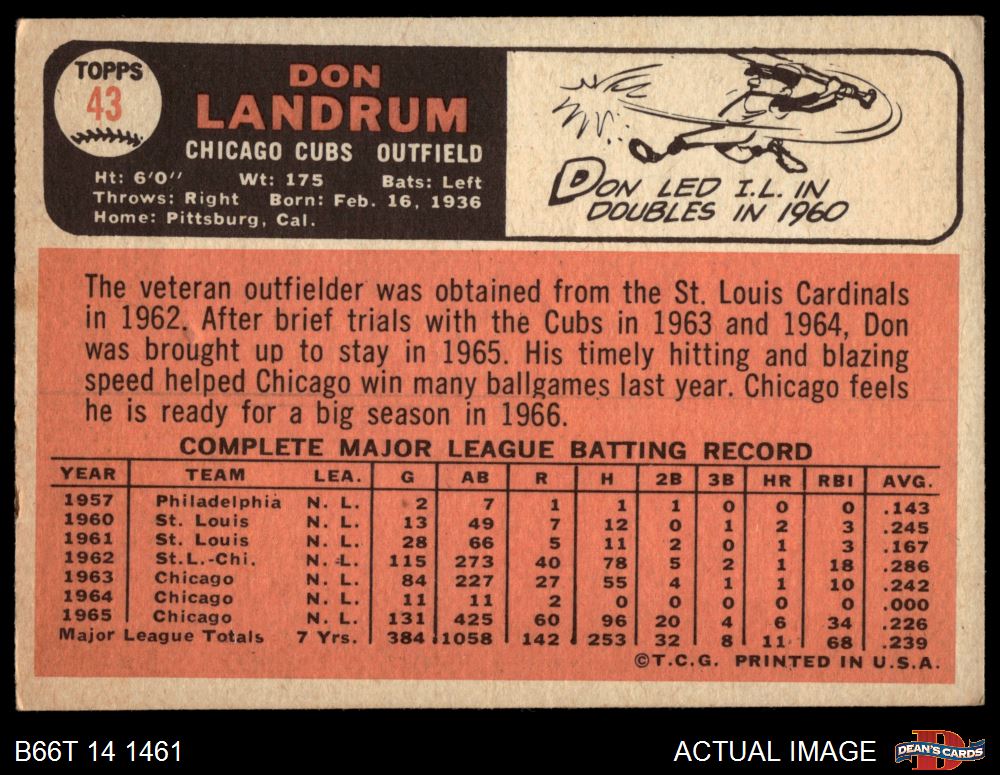 TOPPS
43
DON
LANDRUM
CHICAGO CUBS OUTFIELD
Ht: 6'0" Wt: 175 Bats: Left
Throws: Right Born: Feb. 16, 1936
Home: Pittsburg, Cal.
DON LED I.L. IN
DOUBLES IN 1960
The veteran outfielder was obtained from the St. Louis Cardinals
in 1962. After brief trials with the Cubs in 1963 and 1964, Don
was brought up to stay in 1965. His timely hitting and blazing
speed helped Chicago win many ballgames last year. Chicago feels
he is ready for a big season in 1966.
COMPLETE MAJOR LEAGUE BATTING RECORD
YEAR TEAM LEA. G AB R H 2B 3B HR RBI AVG.
1957 Philadelphia N. L. 2 7 1 1 1 0 0 0 .143
1960 St. Louis N. L. 13 49 7 12 0 1 2 3 .245
1961 St. Louis N. L. 28 66 5 11 2 0 1 3 .167
1962 St.L.-Chi. N. L. 115 273 40 78 5 2 1 18 .286
1963 Chicago N. L. 84 227 27 55 4 1 1 10 .242
1964 Chicago N. L. 11 11 2 0 0 0 0 0 .000
1965 Chicago N. L. 131 425 60 96 20 4 6 34 .226
Major League Totals 7 Yrs. 384 1058 142 253 32 8 11 68 .239
©T.C.G. PRINTED IN U.S.A.
B66T 14 1461
ACTUAL IMAGE
DEAN'S CARDS